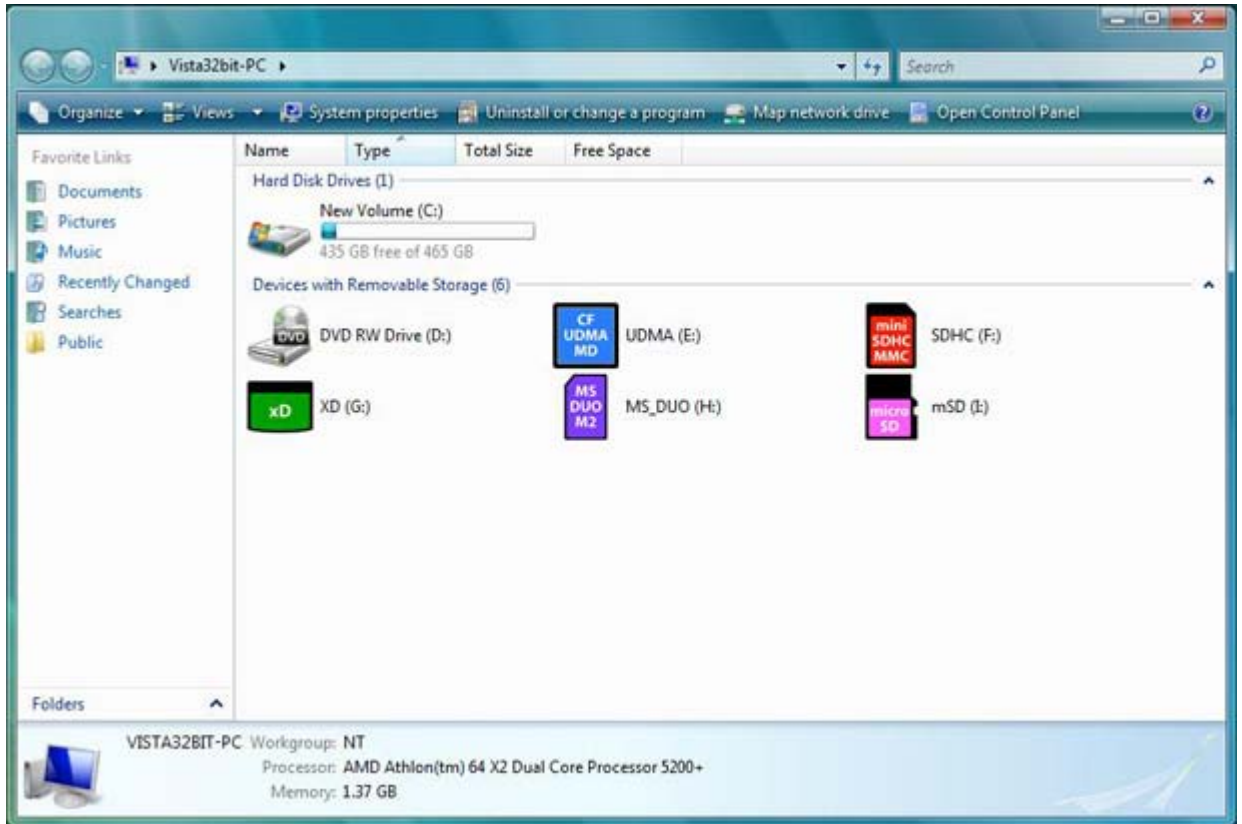 Vista32bit-PC
Search
Organize Views System properties Uninstall or change a program Map network drive Open Control Panel
Favorite Links
Documents
Pictures
Music
Recently Changed
Searches
Public
Folders
Name Type Total Size Free Space
Hard Disk Drives (1)
New Volume (C:)
435 GB free of 465 GB
Devices with Removable Storage (6)
DVD
DVD RW Drive (D:)
CF
UDMA
MD
UDMA (E:)
mini
SDHC
MMC
SDHC (F:)
xD
XD (G:)
MS
DUO
M2
MS_DUO (H:)
micro
SD
mSD (I:)
VISTA32BIT-PC Workgroup: NT
Processor: AMD Athlon(tm) 64 X2 Dual Core Processor 5200+
Memory: 1.37 GB